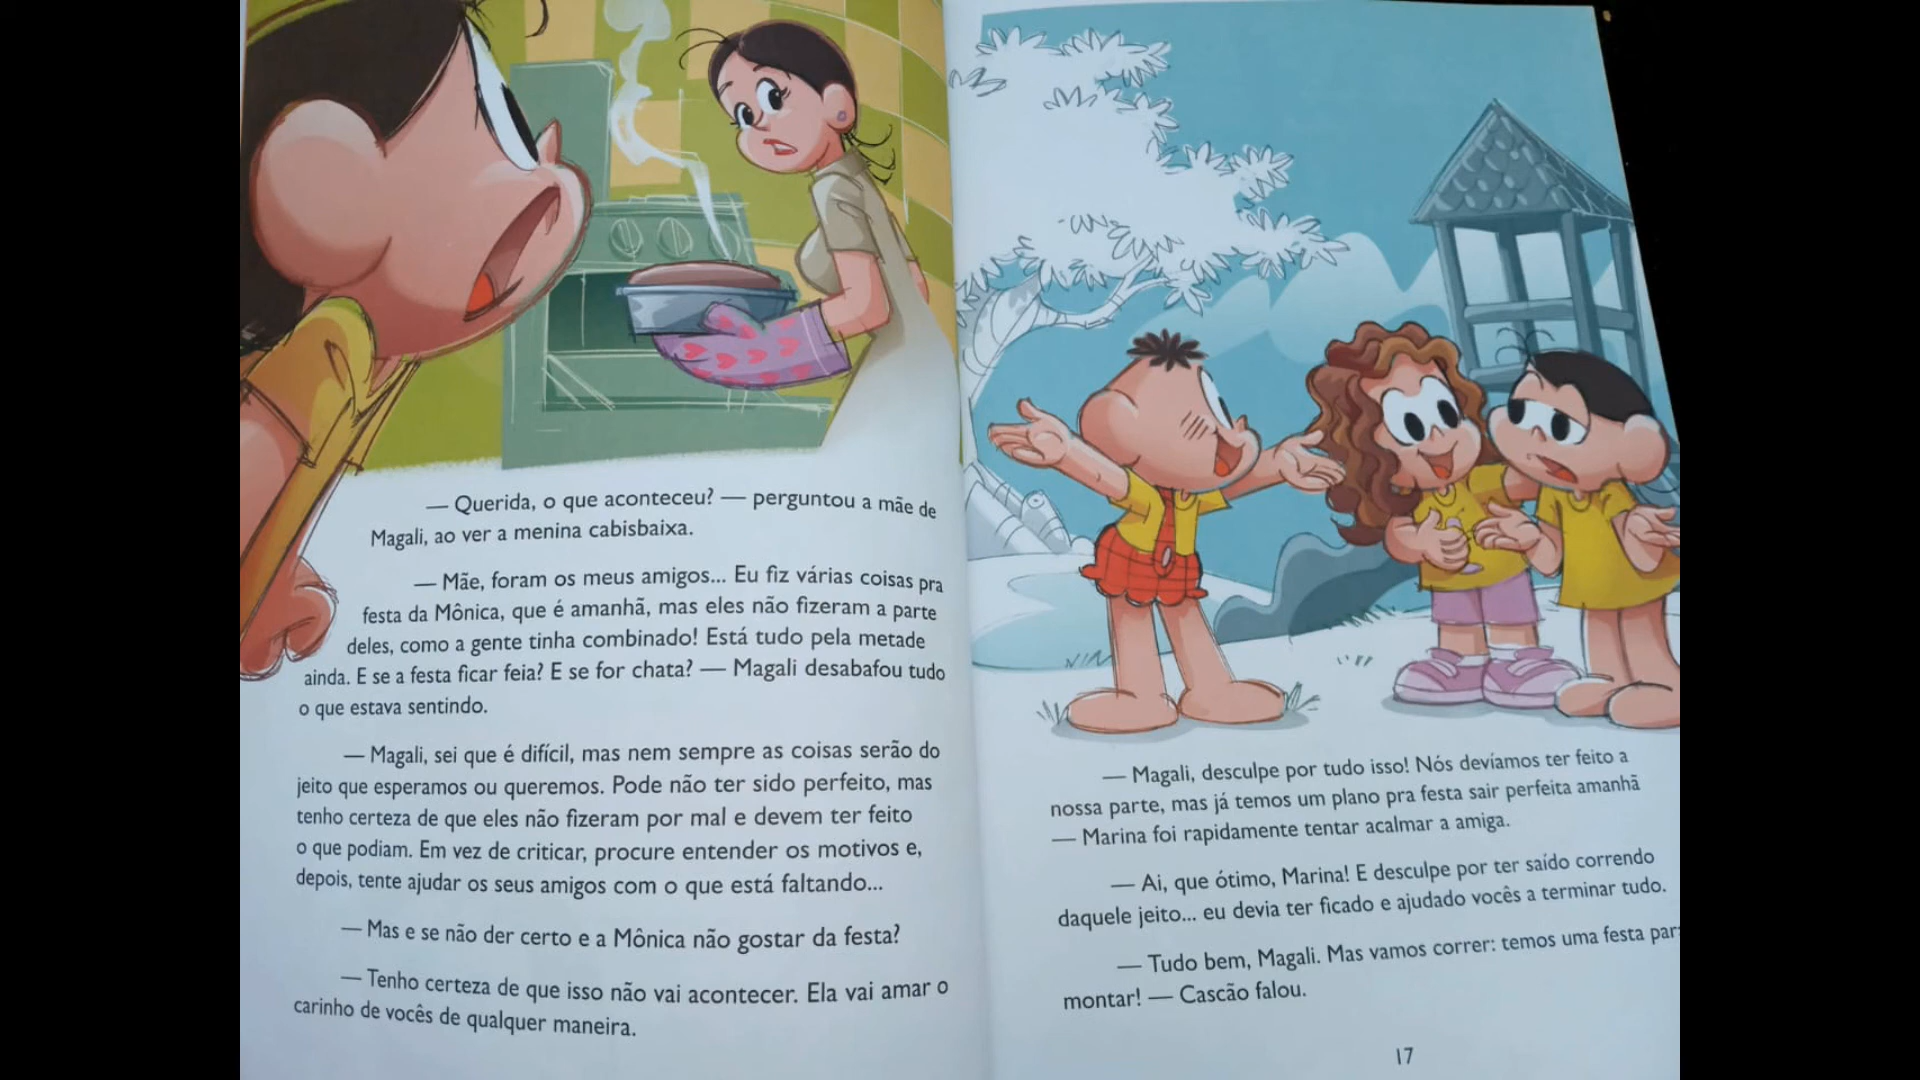 — Querida, o que aconteceu? — perguntou a mãe de
Magali, ao ver a menina cabisbaixa.
— Mãe, foram os meus amigos... Eu fiz várias coisas pra
festa da Mônica, que é amanhã, mas eles não fizeram a parte
deles, como a gente tinha combinado! Está tudo pela metade
ainda. E se a festa ficar feia? E se for chata? — Magali desabafou tudo
o que estava sentindo.
— Magali, sei que é difícil, mas nem sempre as coisas serão do
jeito que esperamos ou queremos. Pode não ter sido perfeito, mas
tenho certeza de que eles não fizeram por mal e devem ter feito
o que podiam. Em vez de criticar, procure entender os motivos e,
depois, tente ajudar os seus amigos com o que está faltando...
— Mas e se não der certo e a Mônica não gostar da festa?
— Tenho certeza de que isso não vai acontecer. Ela vai amar o
carinho de vocês de qualquer maneira.
— Magali, desculpe por tudo isso! Nós devíamos ter feito a
nossa parte, mas já temos um plano pra festa sair perfeita amanhã
— Marina foi rapidamente tentar acalmar a amiga.
— Ai, que ótimo, Marina! E desculpe por ter saído correndo
daquele jeito... eu devia ter ficado e ajudado vocês a terminar tudo.
— Tudo bem, Magali. Mas vamos correr: temos uma festa para
montar! — Cascão falou.
17